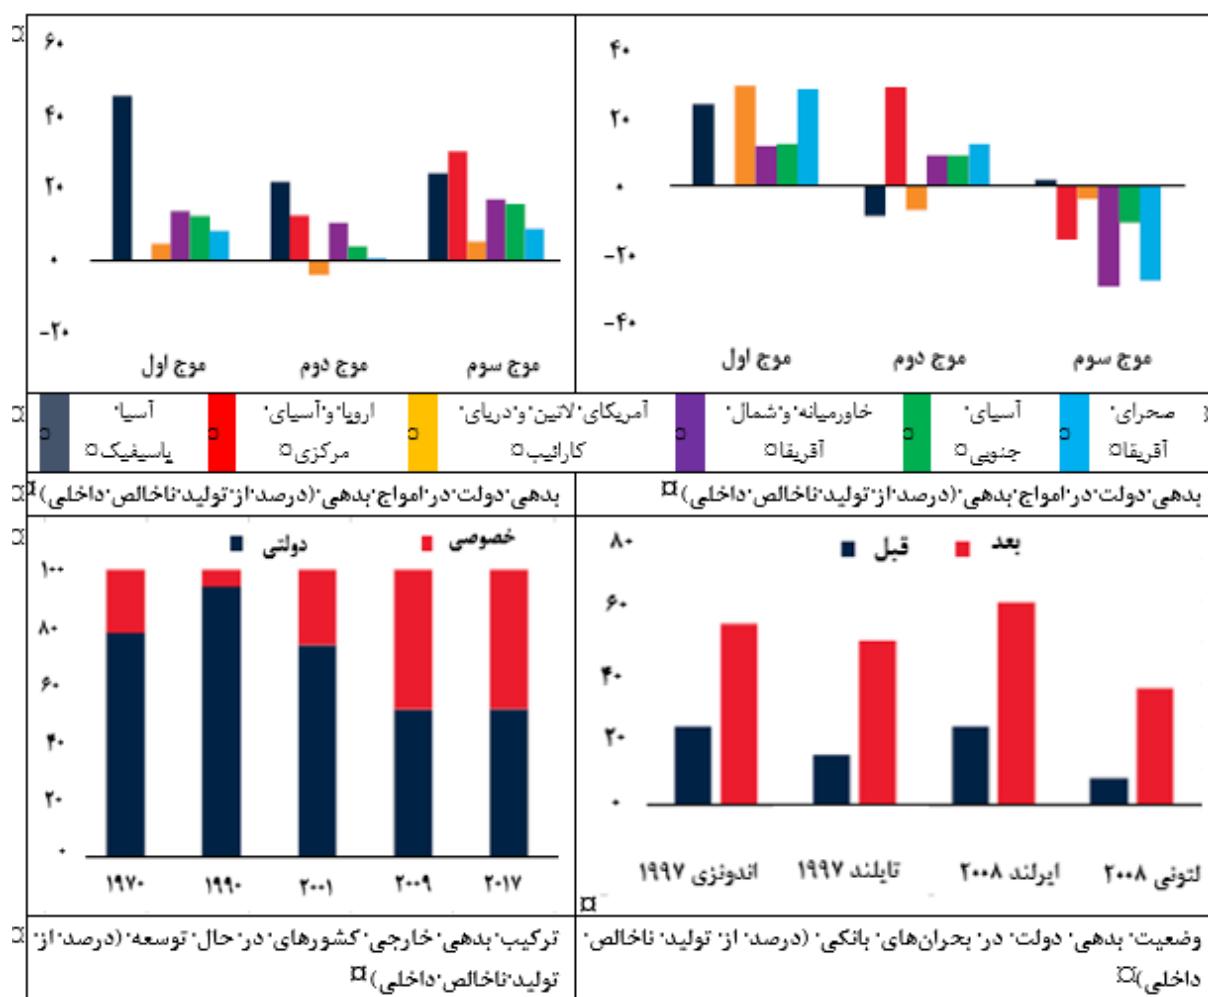 ۴۰
۲۰
۰
-۲۰
-۴۰
موج اول
موج دوم
موج سوم
۶۰
۴۰
۲۰
۰
-۲۰
موج اول
موج دوم
موج سوم
صحرای
آفریقا
آسیای
جنوبی
خاورمیانه و شمال
آفریقا
آمریکای لاتین و دریای
کارائیب
اروپا و آسیای
مرکزی
آسیا
پاسیفیک
بدهی دولت در امواج بدهی (درصد از تولید ناخالص داخلی)
بدهی دولت در امواج بدهی (درصد از تولید ناخالص داخلی)
قبل
بعد
۸۰
۶۰
۴۰
۲۰
۰
اندونزی ۱۹۹۷
تایلند ۱۹۹۷
ایرلند ۲۰۰۸
لتونی ۲۰۰۸
دولتی
خصوصی
۱۰۰
۸۰
۶۰
۴۰
۲۰
۰
۱۹۷۰
۱۹۹۰
۲۰۰۱
۲۰۰۹
۲۰۱۷
وضعیت بدهی دولت در بحران‌های بانکی (درصد از تولید ناخالص
داخلی)
ترکیب بدهی خارجی کشورهای در حال توسعه (درصد از
تولید ناخالص داخلی)